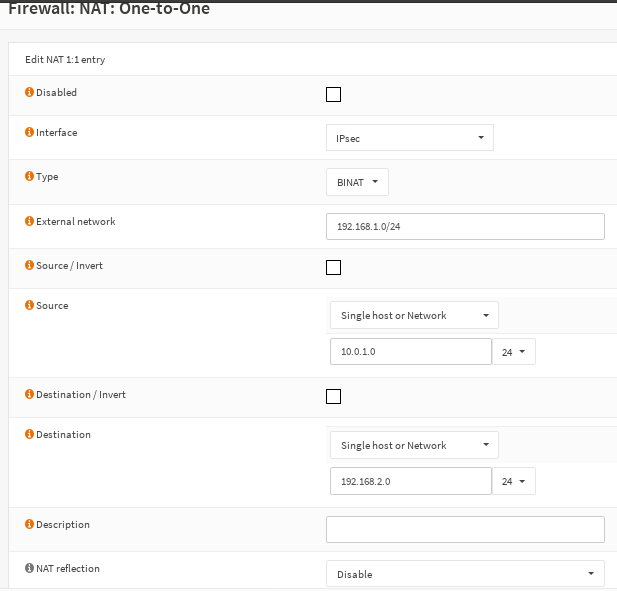 Firewall: NAT: One-to-One
Edit NAT 1:1 entry
Disabled
Interface
IPsec
Type
BINAT
External network
192.168.1.0/24
Source / Invert
Source
Single host or Network
10.0.1.0
24
Destination / Invert
Destination
Single host or Network
192.168.2.0
24
Description
NAT reflection
Disable